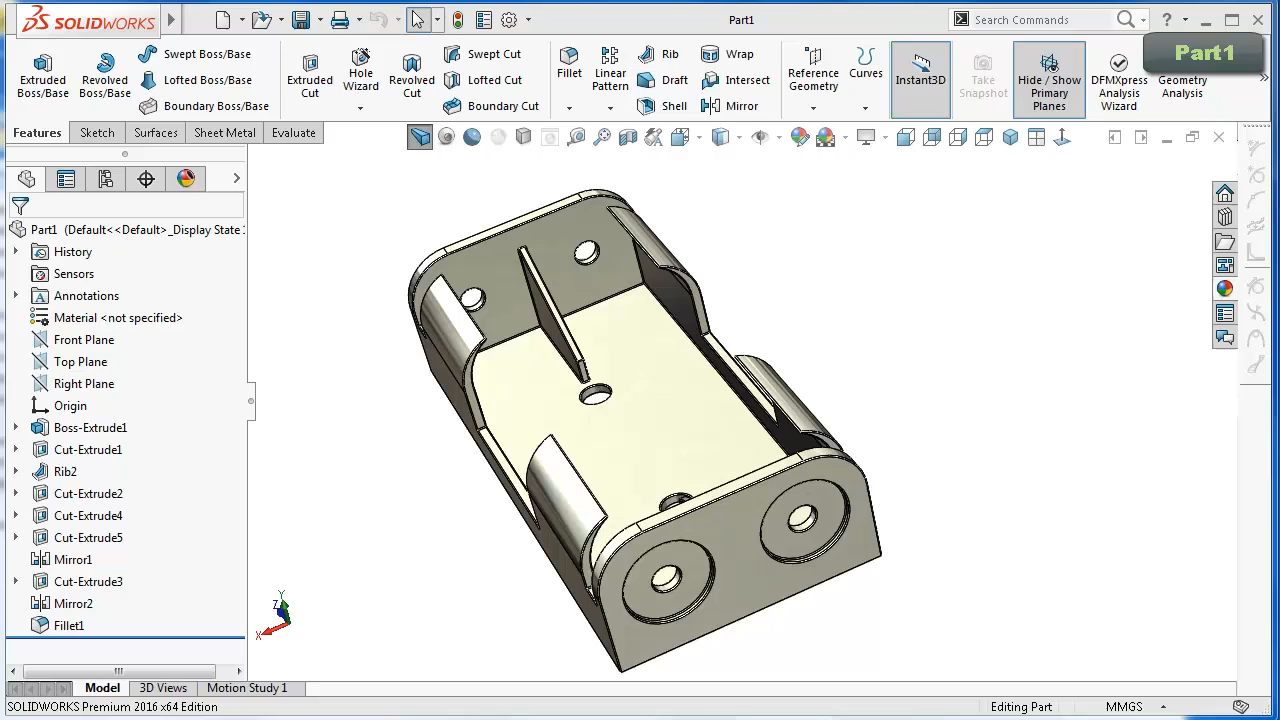 SOLIDWORKS
Part1
Search Commands
?
Part1
Extruded Boss/Base
Revolved Boss/Base
Swept Boss/Base
Lofted Boss/Base
Boundary Boss/Base
Extruded Cut
Hole Wizard
Revolved Cut
Swept Cut
Lofted Cut
Boundary Cut
Fillet
Linear Pattern
Rib
Draft
Shell
Wrap
Intersect
Mirror
Reference Geometry
Curves
Instant3D
Take Snapshot
Hide / Show Primary Planes
DFMXpress Analysis Wizard
Geometry Analysis
Features
Sketch
Surfaces
Sheet Metal
Evaluate
Part1 (Default<<Default>_Display State
History
Sensors
Annotations
Material <not specified>
Front Plane
Top Plane
Right Plane
Origin
Boss-Extrude1
Cut-Extrude1
Rib2
Cut-Extrude2
Cut-Extrude4
Cut-Extrude5
Mirror1
Cut-Extrude3
Mirror2
Fillet1
Y
Z
X
Model
3D Views
Motion Study 1
SOLIDWORKS Premium 2016 x64 Edition
Editing Part
MMGS